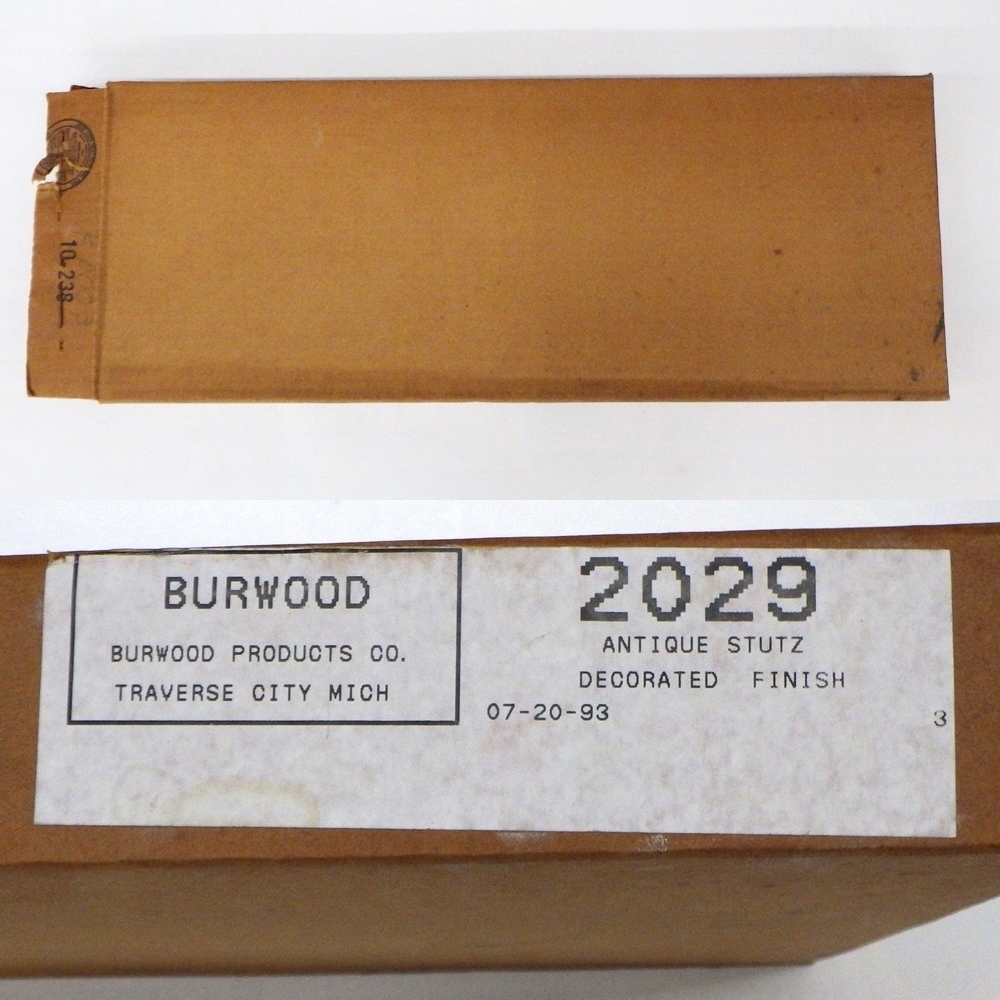 10-238
BURWOOD
BURWOOD PRODUCTS CO.
TRAVERSE CITY MICH
2029
ANTIQUE STUTZ
DECORATED FINISH
07-20-93
3